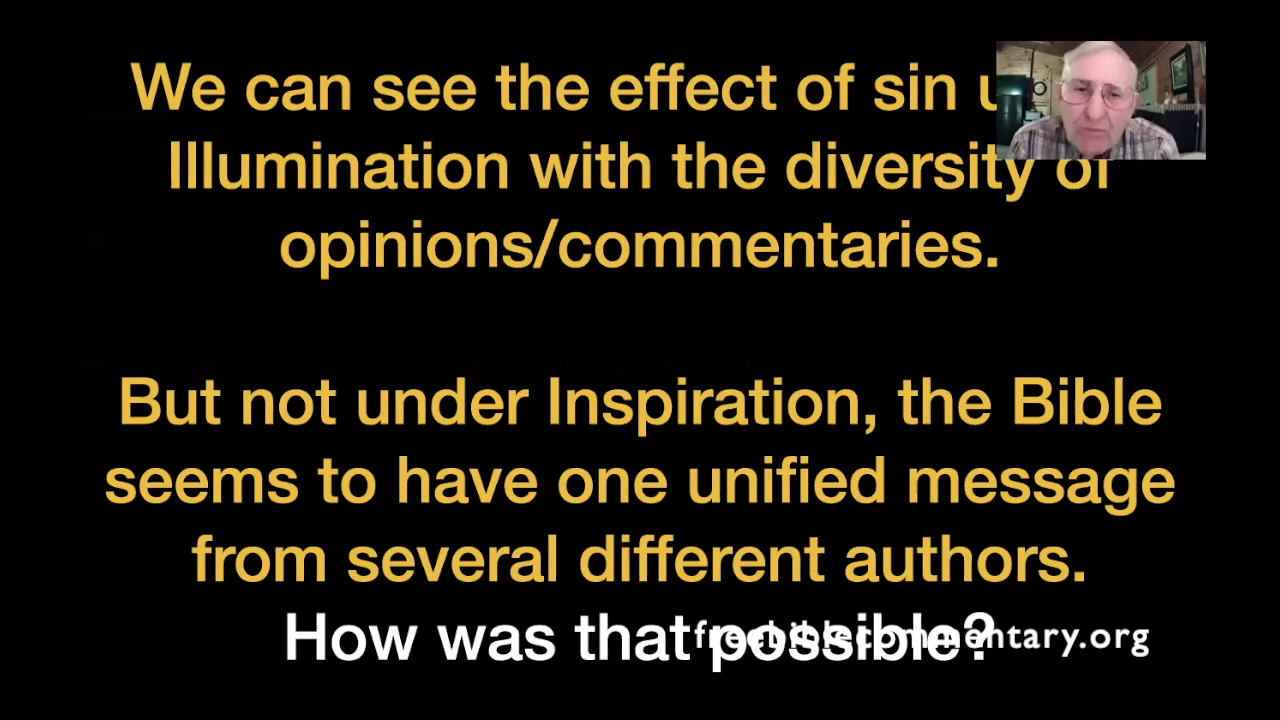 We can see the effect of sin
Illumination with the diversity of
opinions/commentaries.
But not under Inspiration, the Bible
seems to have one unified message
from several different authors.
How was that possible?
freebiblecommentary.org